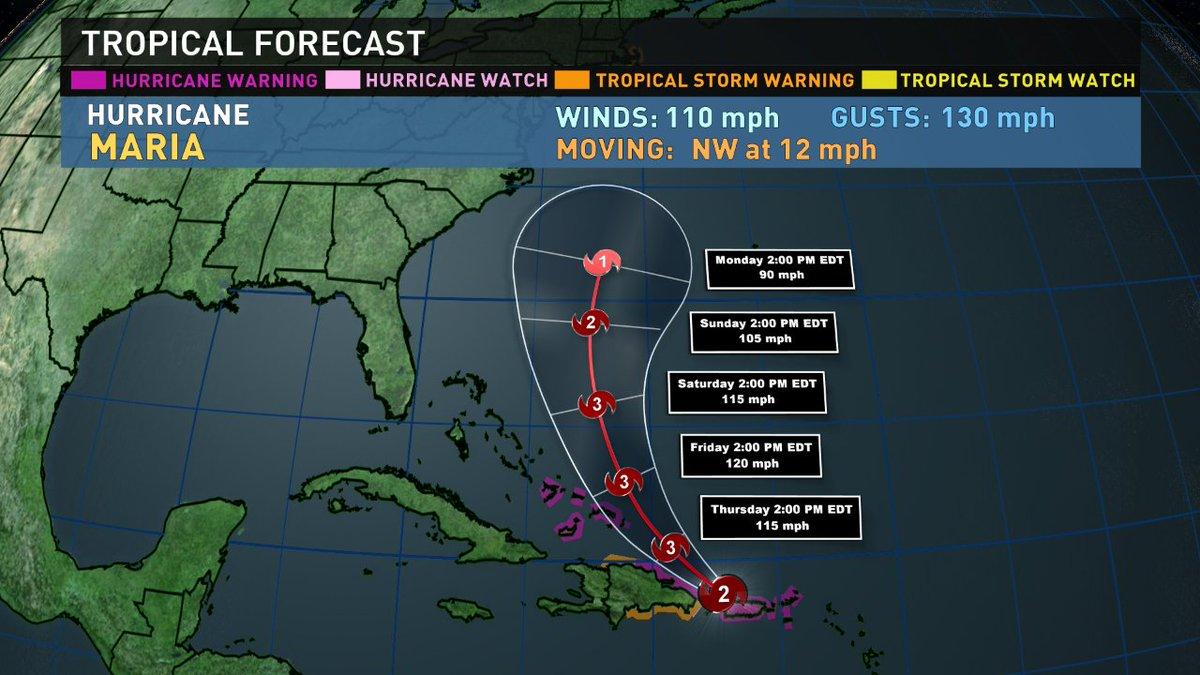 TROPICAL FORECAST
HURRICANE WARNING HURRICANE WATCH TROPICAL STORM WARNING TROPICAL STORM WATCH
HURRICANE
MARIA
WINDS: 110 mph GUSTS: 130 mph
MOVING: NW at 12 mph
1
Monday 2:00 PM EDT
90 mph
2
Sunday 2:00 PM EDT
105 mph
3
Saturday 2:00 PM EDT
115 mph
3
Friday 2:00 PM EDT
120 mph
3
Thursday 2:00 PM EDT
115 mph
2